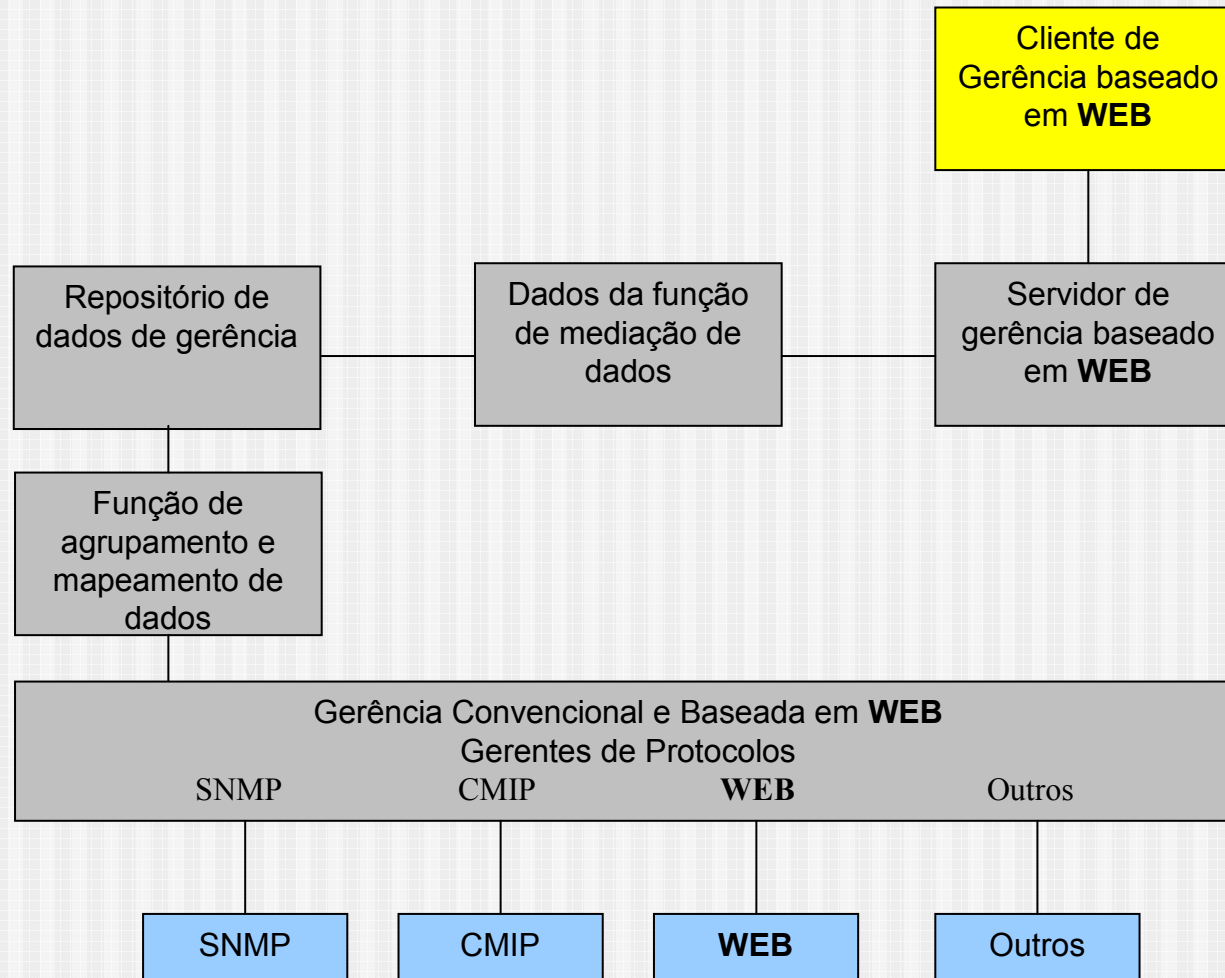 Cliente de
Gerência baseado
em WEB
Repositório de
dados de gerência
Dados da função
de mediação de
dados
Servidor de
gerência baseado
em WEB
Função de
agrupamento e
mapeamento de
dados
Gerência Convencional e Baseada em WEB
Gerentes de Protocolos
SNMP CMIP WEB Outros
SNMP CMIP WEB Outros